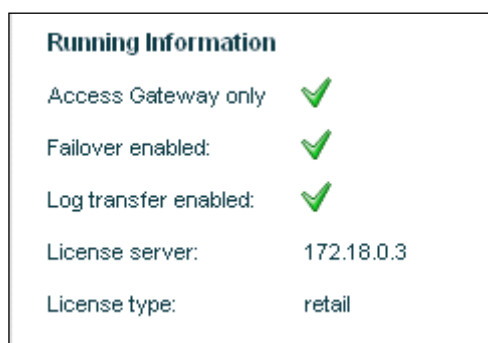 Running Information
Access Gateway only
Failover enabled:
Log transfer enabled:
License server: 172.18.0.3
License type: retail